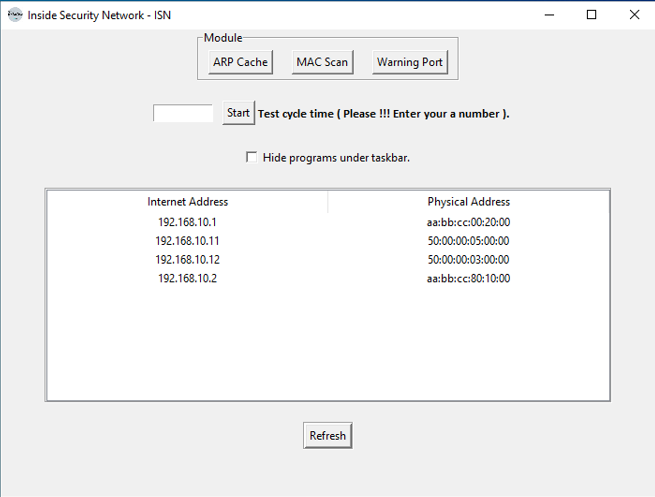 Inside Security Network - ISN
Module
ARP Cache MAC Scan Warning Port
Start Test cycle time ( Please !!! Enter your a number ).
Hide programs under taskbar.
Internet Address Physical Address
192.168.10.1 aa:bb:cc:00:20:00
192.168.10.11 50:00:00:05:00:00
192.168.10.12 50:00:00:03:00:00
192.168.10.2 aa:bb:cc:80:10:00
Refresh